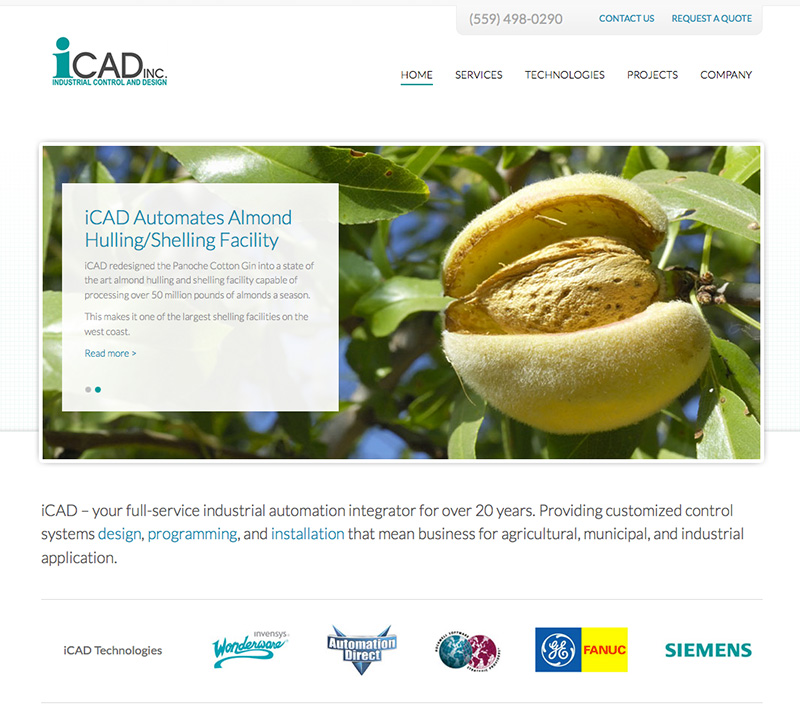 (559) 498-0290
CONTACT US
REQUEST A QUOTE
iCAD INC.
INDUSTRIAL CONTROL AND DESIGN
HOME
SERVICES
TECHNOLOGIES
PROJECTS
COMPANY
iCAD Automates Almond
Hulling/Shelling Facility
iCAD redesigned the Panoche Cotton Gin into a state of
the art almond hulling and shelling facility capable of
processing over 50 million pounds of almonds a season.
This makes it one of the largest shelling facilities on the
west coast.
Read more >
iCAD – your full-service industrial automation integrator for over 20 years. Providing customized control
systems design, programming, and installation that mean business for agricultural, municipal, and industrial
application.
iCAD Technologies
invensys
Wonderware
Automation
Direct
ROCKWELL SOFTWARE
GE
FANUC
SIEMENS